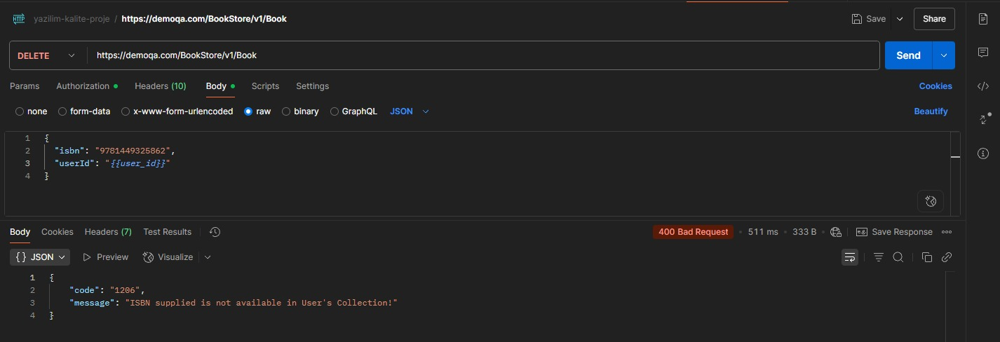 HTTP yazilim-kalite-proje / https://demoqa.com/BookStore/v1/Book Save Share
DELETE https://demoqa.com/BookStore/v1/Book Send
Params Authorization Headers (10) Body Scripts Settings Cookies
none form-data x-www-form-urlencoded raw binary GraphQL JSON Beautify
1 {
2 "isbn": "9781449325862",
3 "userId": "{{user_id}}"
4 }
Body Cookies Headers (7) Test Results 400 Bad Request • 511 ms • 333 B • e.g. Save Response
{} JSON Preview Visualize
1 {
2 "code": "1206",
3 "message": "ISBN supplied is not available in User's Collection!"
4 }